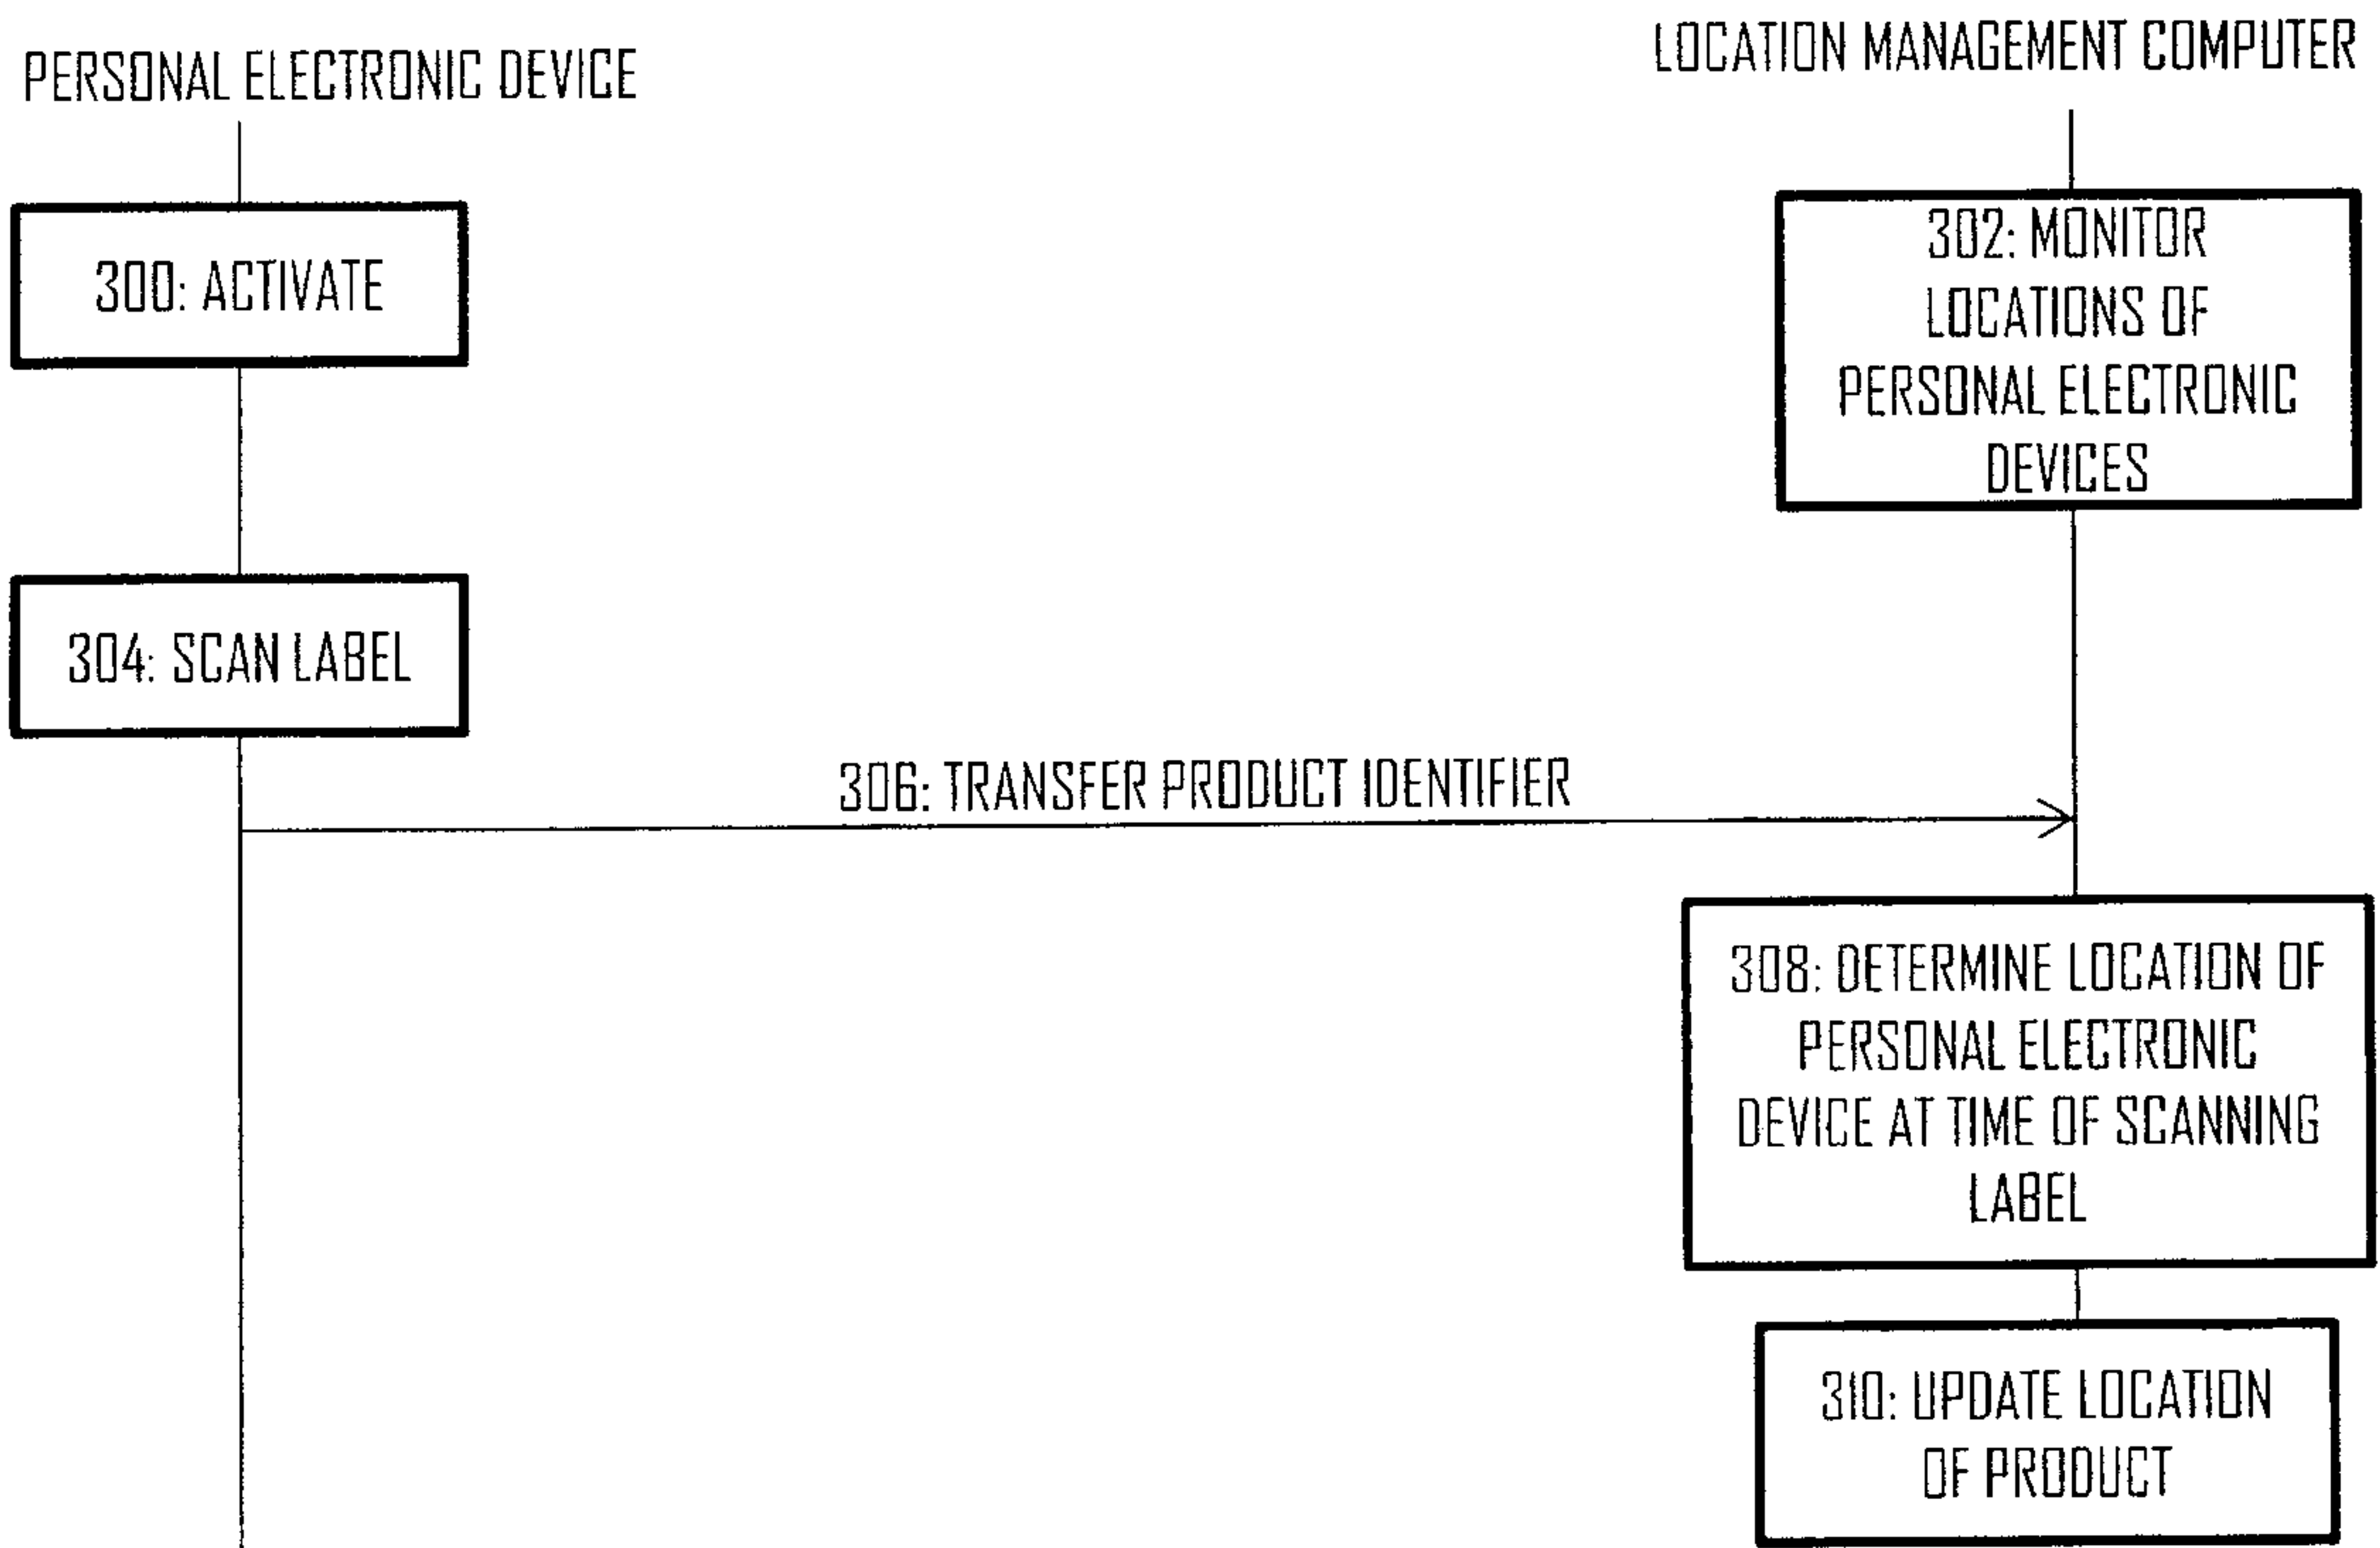 PERSONAL ELECTRONIC DEVICE
LOCATION MANAGEMENT COMPUTER
300: ACTIVATE
302: MONITOR
LOCATIONS OF
PERSONAL ELECTRONIC
DEVICES
304: SCAN LABEL
306: TRANSFER PRODUCT IDENTIFIER
308: DETERMINE LOCATION OF
PERSONAL ELECTRONIC
DEVICE AT TIME OF SCANNING
LABEL
310: UPDATE LOCATION
OF PRODUCT